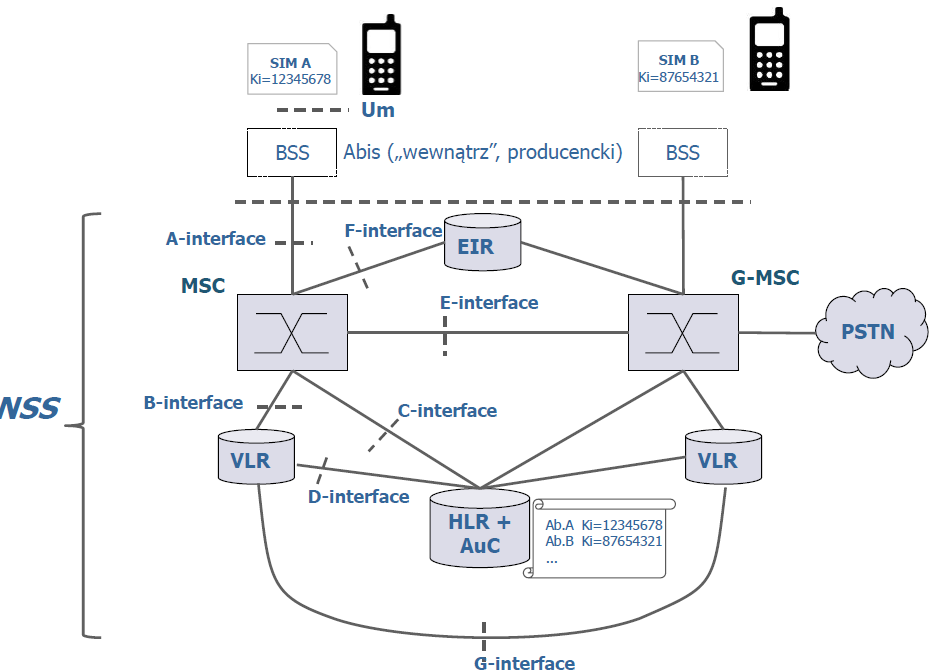 SIM A
Ki=12345678
SIM B
Ki=87654321
Um
BSS
Abis („wewnątrz”, producencki)
BSS
A-interface
F-interface
EIR
MSC
G-MSC
E-interface
PSTN
NSS
B-interface
C-interface
VLR
VLR
D-interface
HLR +
AuC
Ab.A Ki=12345678
Ab.B Ki=87654321
...
G-interface